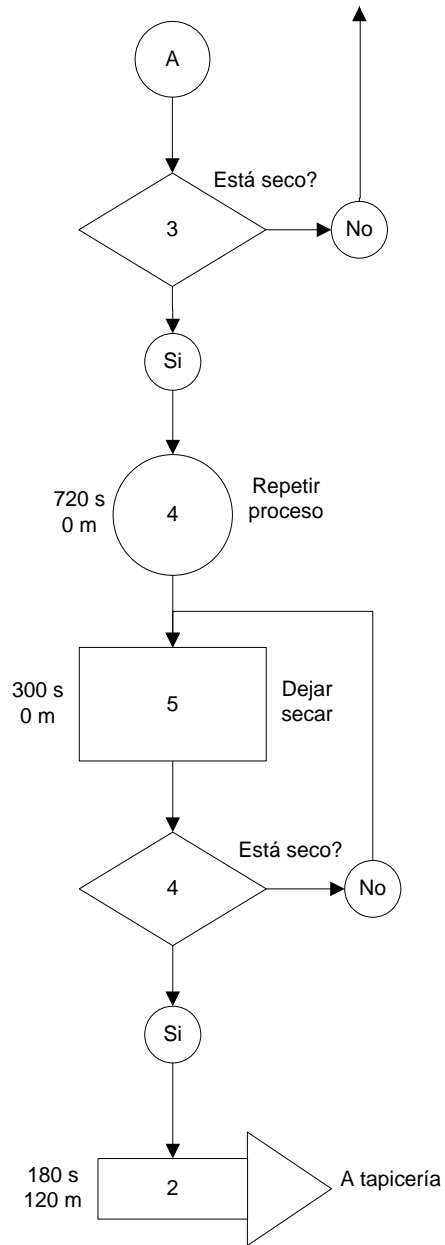 A
Está seco?
3
No
Si
720 s
0 m
4
Repetir
proceso
300 s
0 m
5
Dejar
secar
Está seco?
4
No
Si
180 s
120 m
2
A tapicería